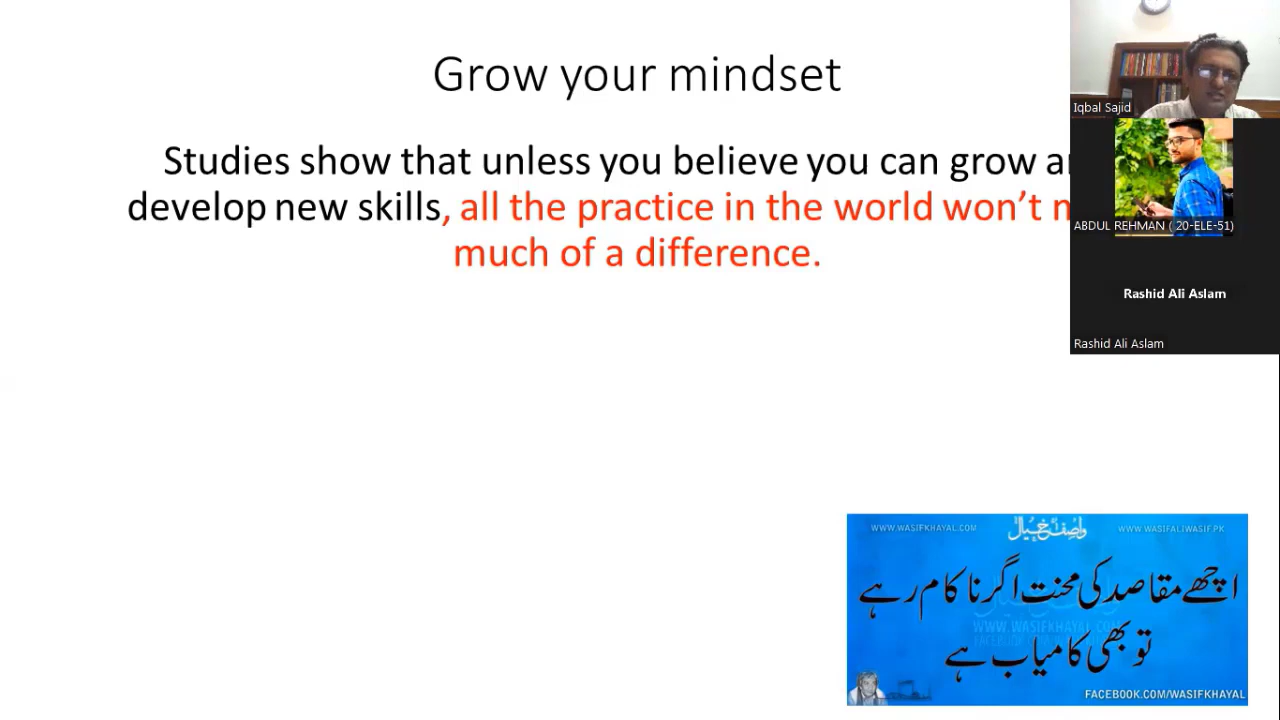 Grow your mindset
Studies show that unless you believe you can grow
develop new skills, all the practice in the world won’t
much of a difference.
Iqbal Sajid
ABDUL REHMAN ( 20-ELE-51)
Rashid Ali Aslam
Rashid Ali Aslam
WWW.WASIFKHAYAL.COM
واصف خیال
WWW.WASIFALIWASIF.PK
اچھے مقاصد کی محنت اگر ناکام رہے
WWW.WASIFKHAYAL.COM
تو بھی کامیاب ہے
FACEBOOK.COM/WASIFKHAYAL